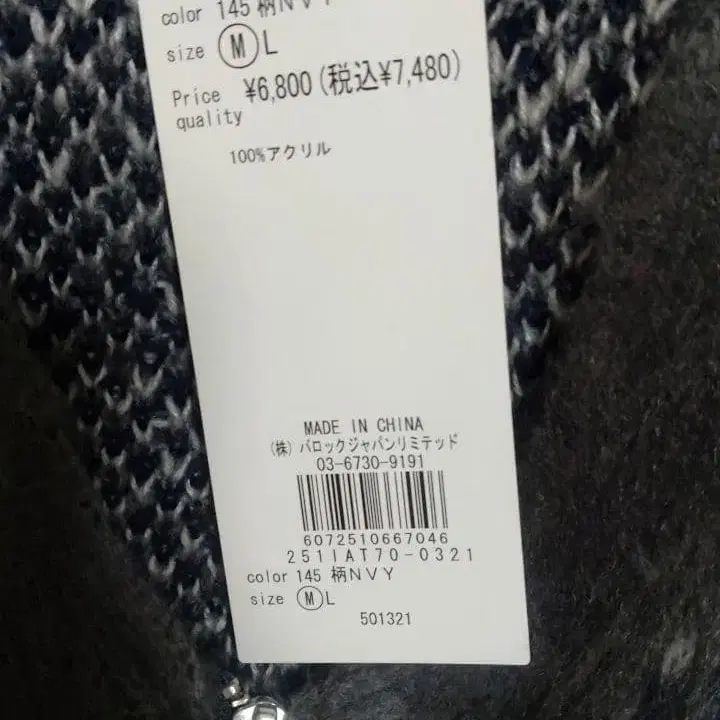 color 145 柄NVY
size M L
Price ¥6,800(税込¥7,480)
quality
100%アクリル
MADE IN CHINA
(株)バロックジャパンリミテッド
03-6730-9191
6072510667046
251IAT70-0321
color 145 柄NVY
size M L
501321